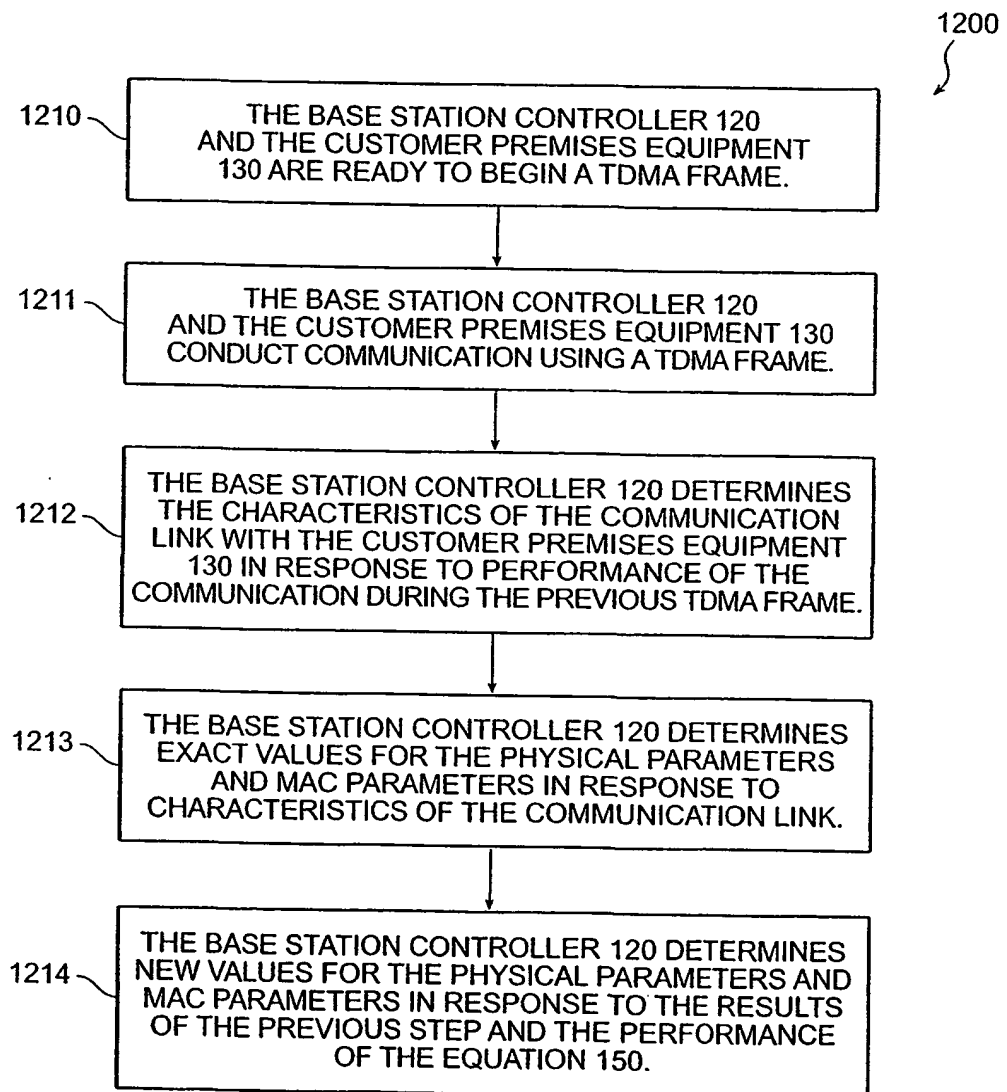 1200
1210
THE BASE STATION CONTROLLER 120
AND THE CUSTOMER PREMISES EQUIPMENT
130 ARE READY TO BEGIN A TDMA FRAME.
1211
THE BASE STATION CONTROLLER 120
AND THE CUSTOMER PREMISES EQUIPMENT 130
CONDUCT COMMUNICATION USING A TDMA FRAME.
1212
THE BASE STATION CONTROLLER 120 DETERMINES
THE CHARACTERISTICS OF THE COMMUNICATION
LINK WITH THE CUSTOMER PREMISES EQUIPMENT
130 IN RESPONSE TO PERFORMANCE OF THE
COMMUNICATION DURING THE PREVIOUS TDMA FRAME.
1213
THE BASE STATION CONTROLLER 120 DETERMINES
EXACT VALUES FOR THE PHYSICAL PARAMETERS
AND MAC PARAMETERS IN RESPONSE TO
CHARACTERISTICS OF THE COMMUNICATION LINK.
1214
THE BASE STATION CONTROLLER 120 DETERMINES
NEW VALUES FOR THE PHYSICAL PARAMETERS AND
MAC PARAMETERS IN RESPONSE TO THE RESULTS
OF THE PREVIOUS STEP AND THE PERFORMANCE
OF THE EQUATION 150.